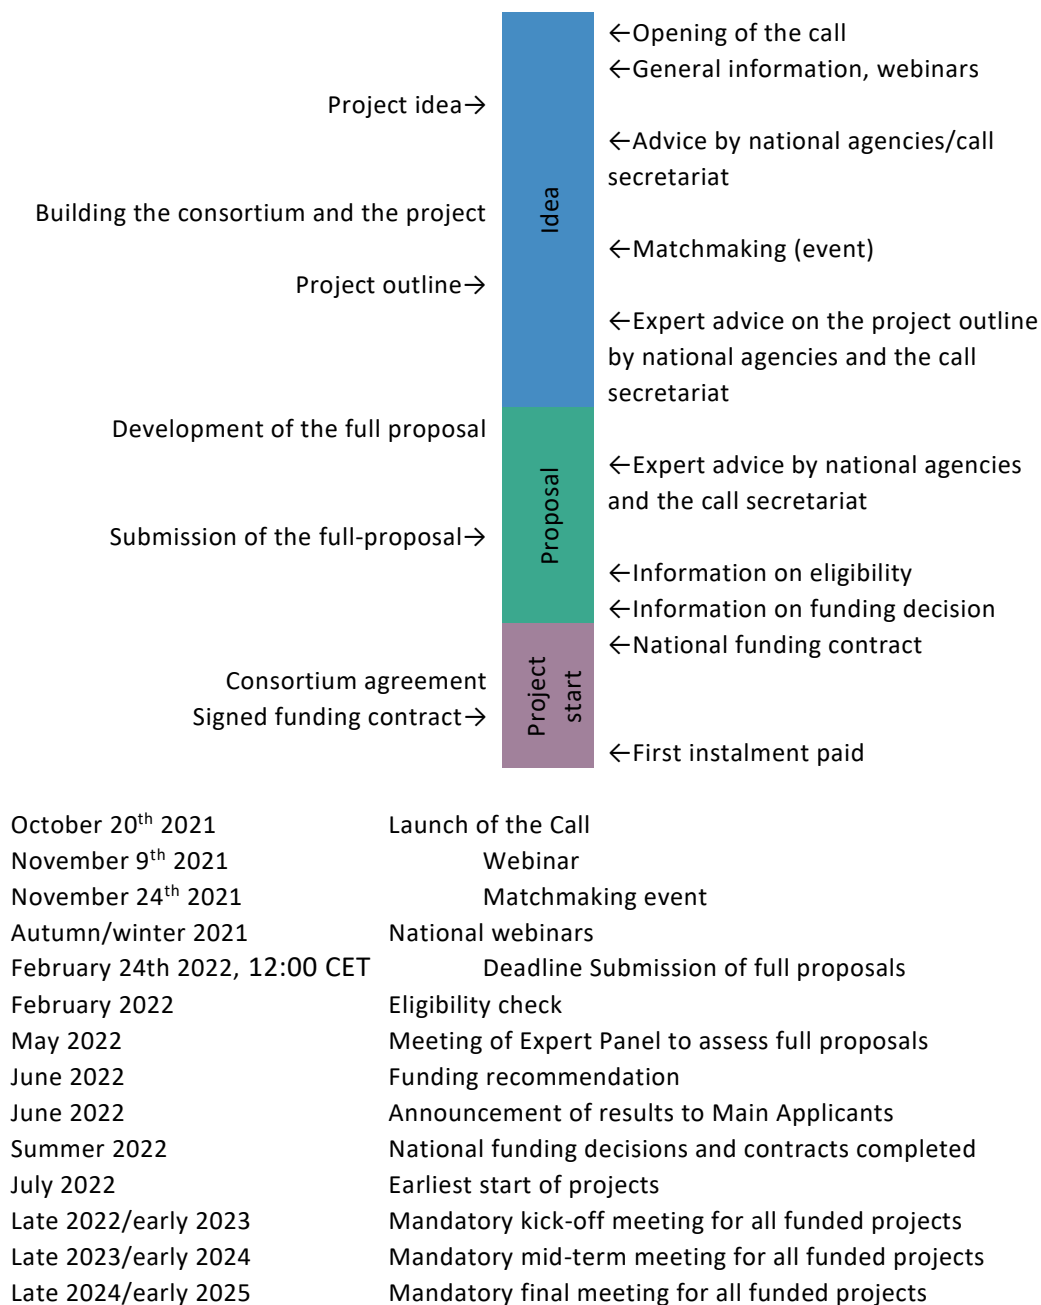 ←Opening of the call
←General information, webinars
Project idea→
←Advice by national agencies/call
secretariat
Building the consortium and the project
←Matchmaking (event)
Project outline→
←Expert advice on the project outline
by national agencies and the call
secretariat
Idea
Development of the full proposal
←Expert advice by national agencies
and the call secretariat
Submission of the full-proposal→
←Information on eligibility
←Information on funding decision
Proposal
←National funding contract
Consortium agreement
Signed funding contract→
←First instalment paid
Project
start
October 20th 2021 Launch of the Call
November 9th 2021 Webinar
November 24th 2021 Matchmaking event
Autumn/winter 2021 National webinars
February 24th 2022, 12:00 CET Deadline Submission of full proposals
February 2022 Eligibility check
May 2022 Meeting of Expert Panel to assess full proposals
June 2022 Funding recommendation
June 2022 Announcement of results to Main Applicants
Summer 2022 National funding decisions and contracts completed
July 2022 Earliest start of projects
Late 2022/early 2023 Mandatory kick-off meeting for all funded projects
Late 2023/early 2024 Mandatory mid-term meeting for all funded projects
Late 2024/early 2025 Mandatory final meeting for all funded projects